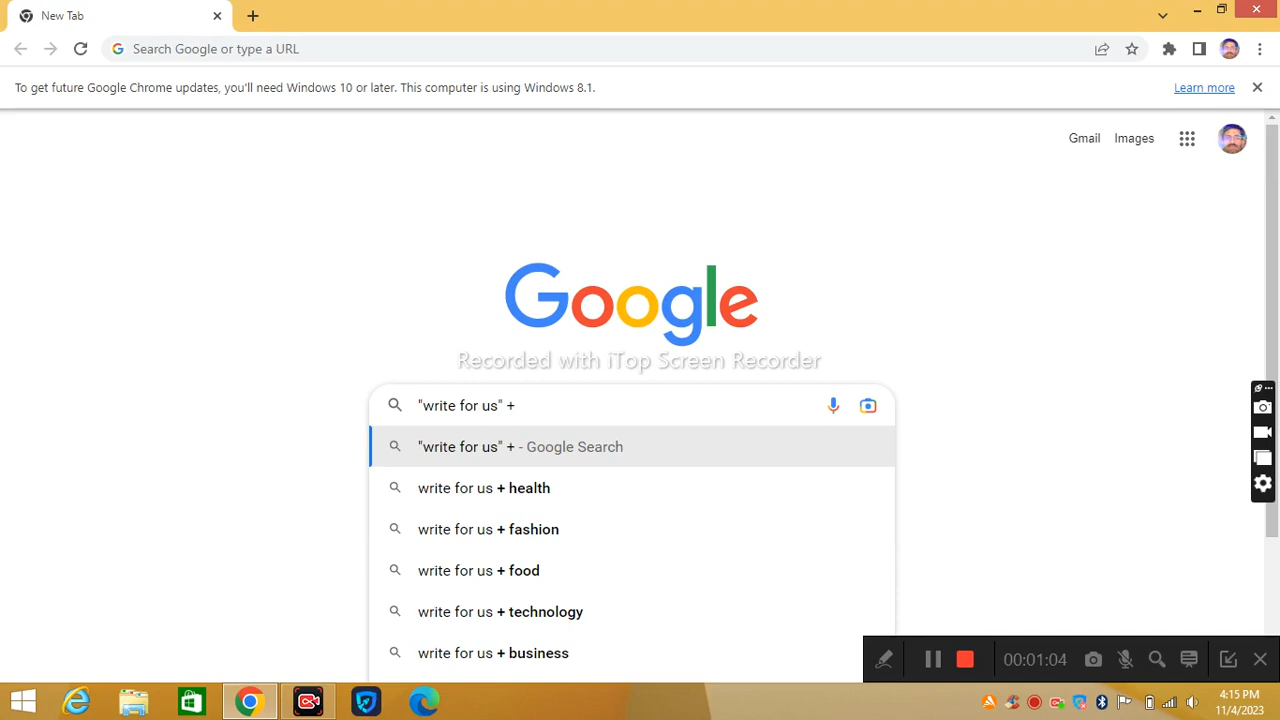 New Tab
Search Google or type a URL
To get future Google Chrome updates, you'll need Windows 10 or later. This computer is using Windows 8.1.
Learn more
Gmail
Images
Google
Recorded with iTop Screen Recorder
"write for us" +
"write for us" + - Google Search
write for us + health
write for us + fashion
write for us + food
write for us + technology
write for us + business
00:01:04
4:15 PM
11/4/2023